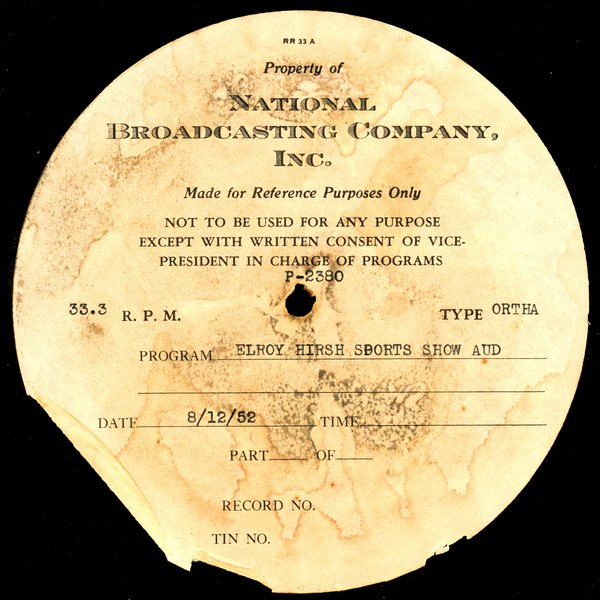 RR 33 A
Property of
NATIONAL
BROADCASTING COMPANY,
INC.
Made for Reference Purposes Only
NOT TO BE USED FOR ANY PURPOSE
EXCEPT WITH WRITTEN CONSENT OF VICE-
PRESIDENT IN CHARGE OF PROGRAMS
P-2380
33.3 R. P. M. TYPE ORTHA
PROGRAM ELROY HIRSH SPORTS SHOW AUD
DATE 8/12/52 TIME
PART OF
RECORD NO.
TIN NO.